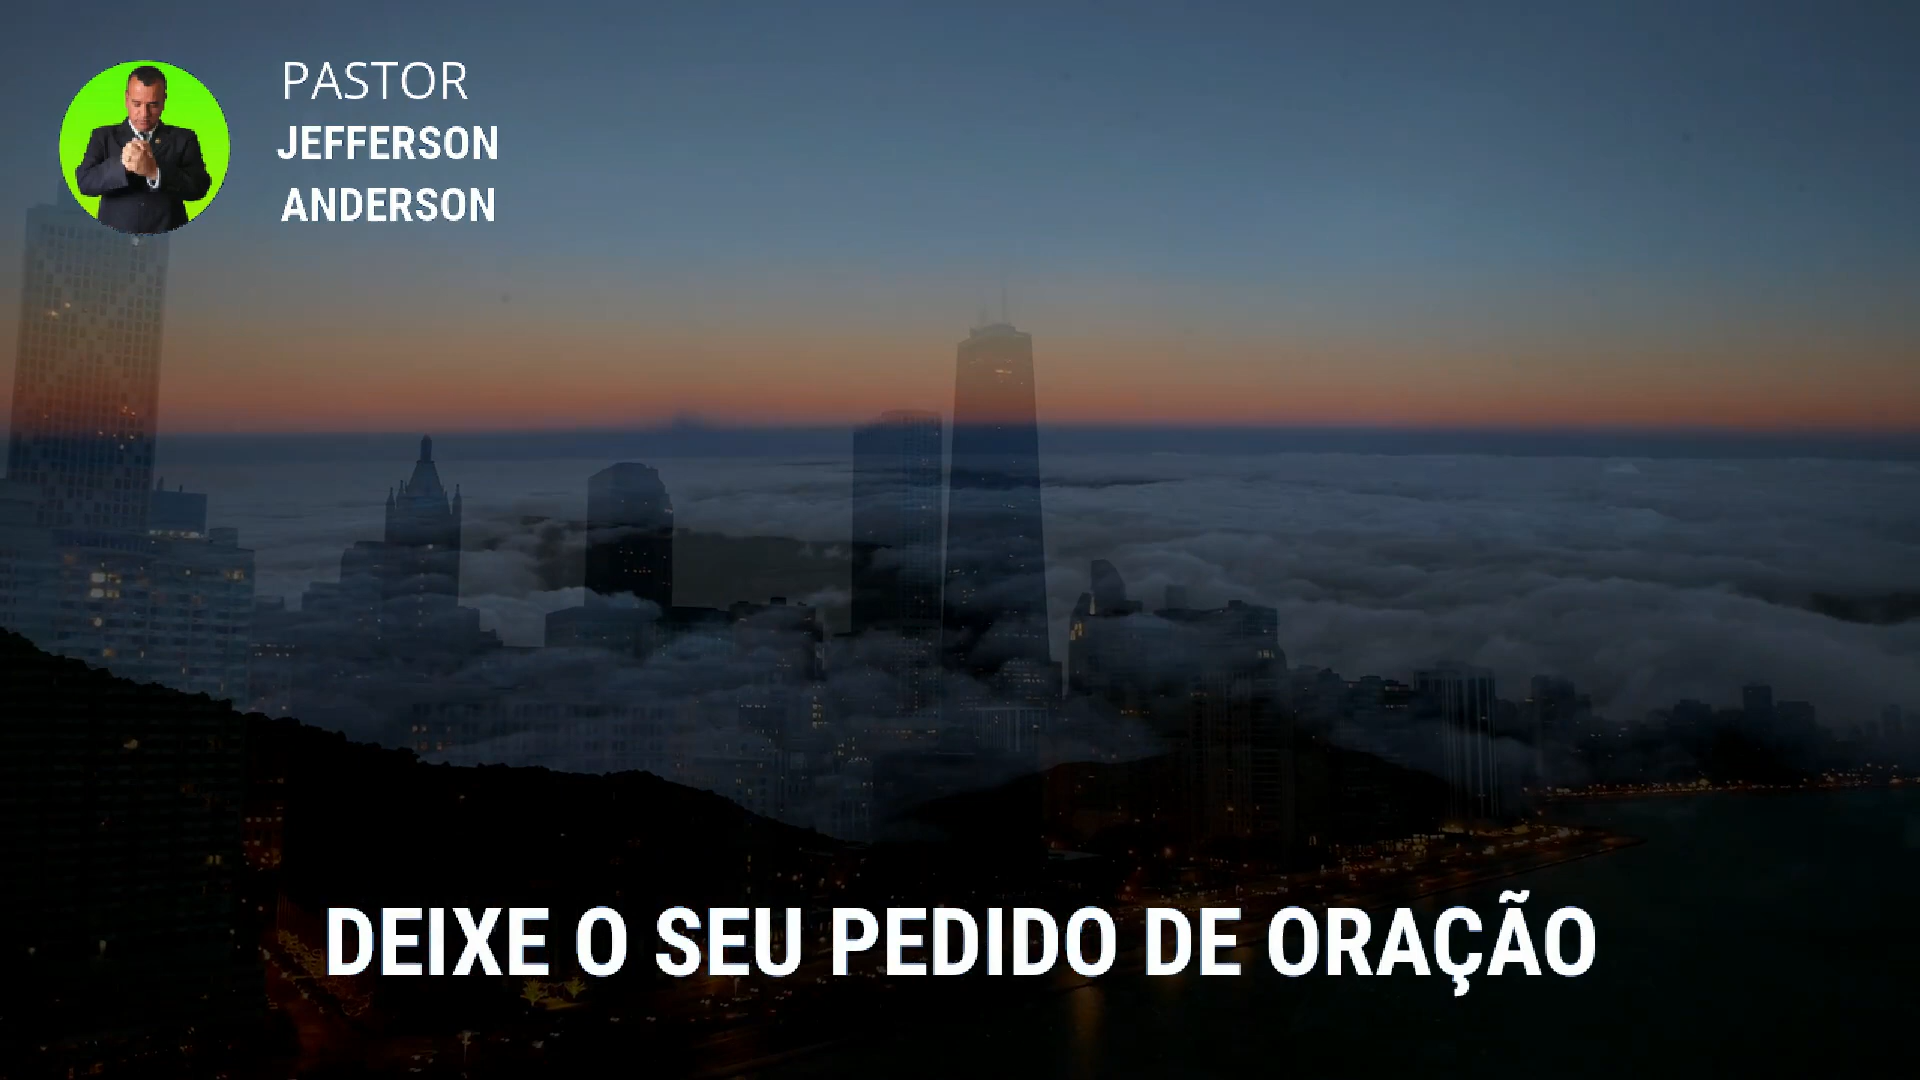 PASTOR
JEFFERSON
ANDERSON
DEIXE O SEU PEDIDO DE ORAÇÃO